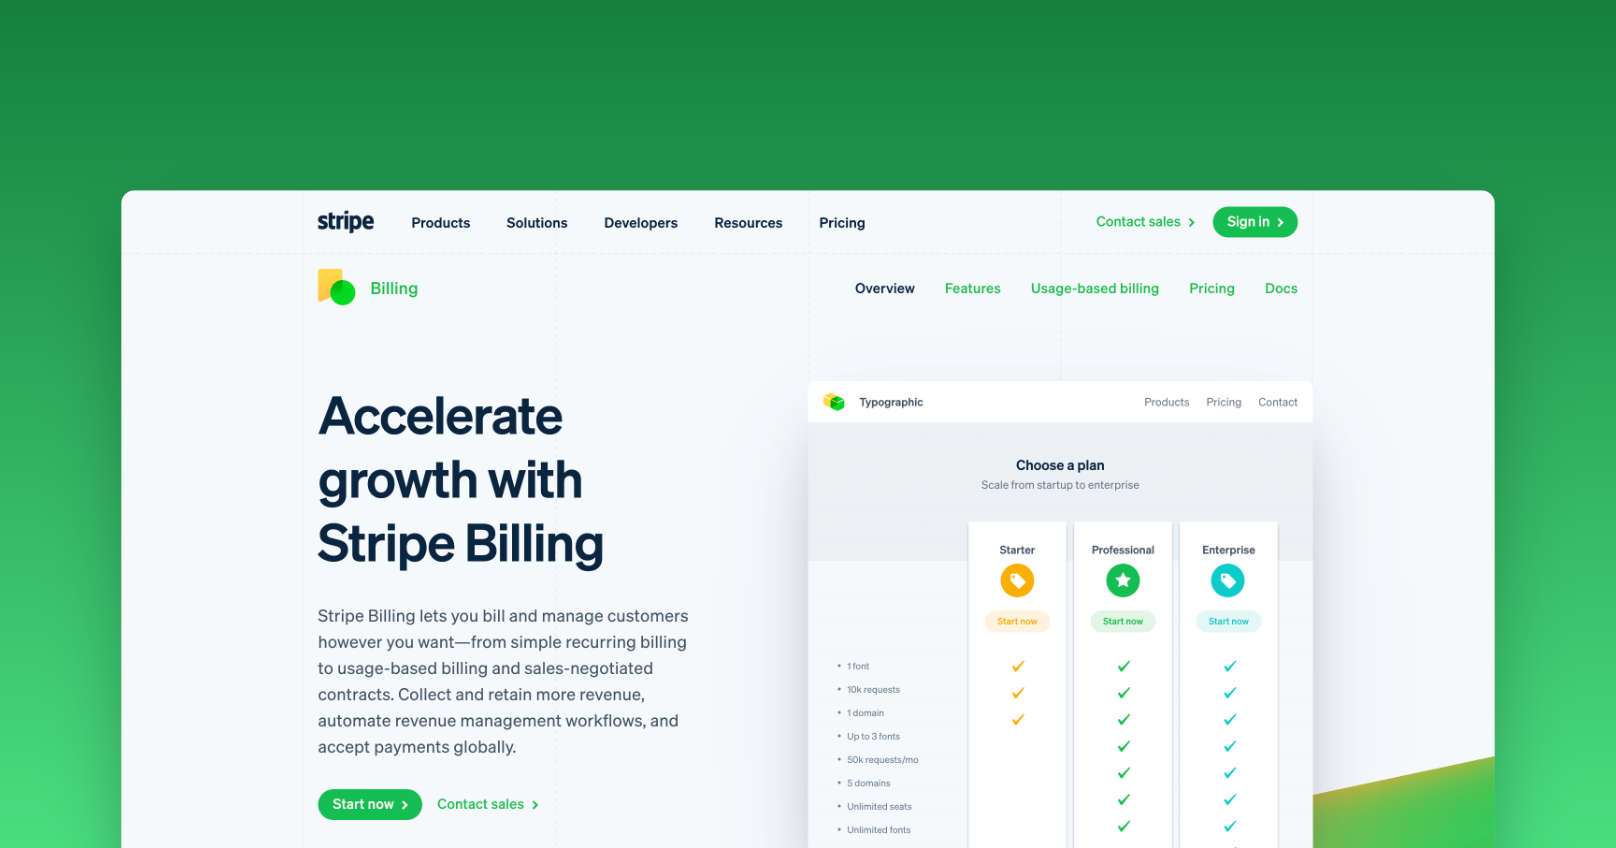 stripe
Products
Solutions
Developers
Resources
Pricing
Contact sales
Sign in
Billing
Overview
Features
Usage-based billing
Pricing
Docs
Accelerate
growth with
Stripe Billing
Stripe Billing lets you bill and manage customers
however you want—from simple recurring billing
to usage-based billing and sales-negotiated
contracts. Collect and retain more revenue,
automate revenue management workflows, and
accept payments globally.
Start now
Contact sales
Typographic
Products
Pricing
Contact
Choose a plan
Scale from startup to enterprise
Starter
Professional
Enterprise
Start now
Start now
Start now
• 1 font
• 10k requests
• 1 domain
• Up to 3 fonts
• 50k requests/mo
• 5 domains
• Unlimited seats
• Unlimited fonts